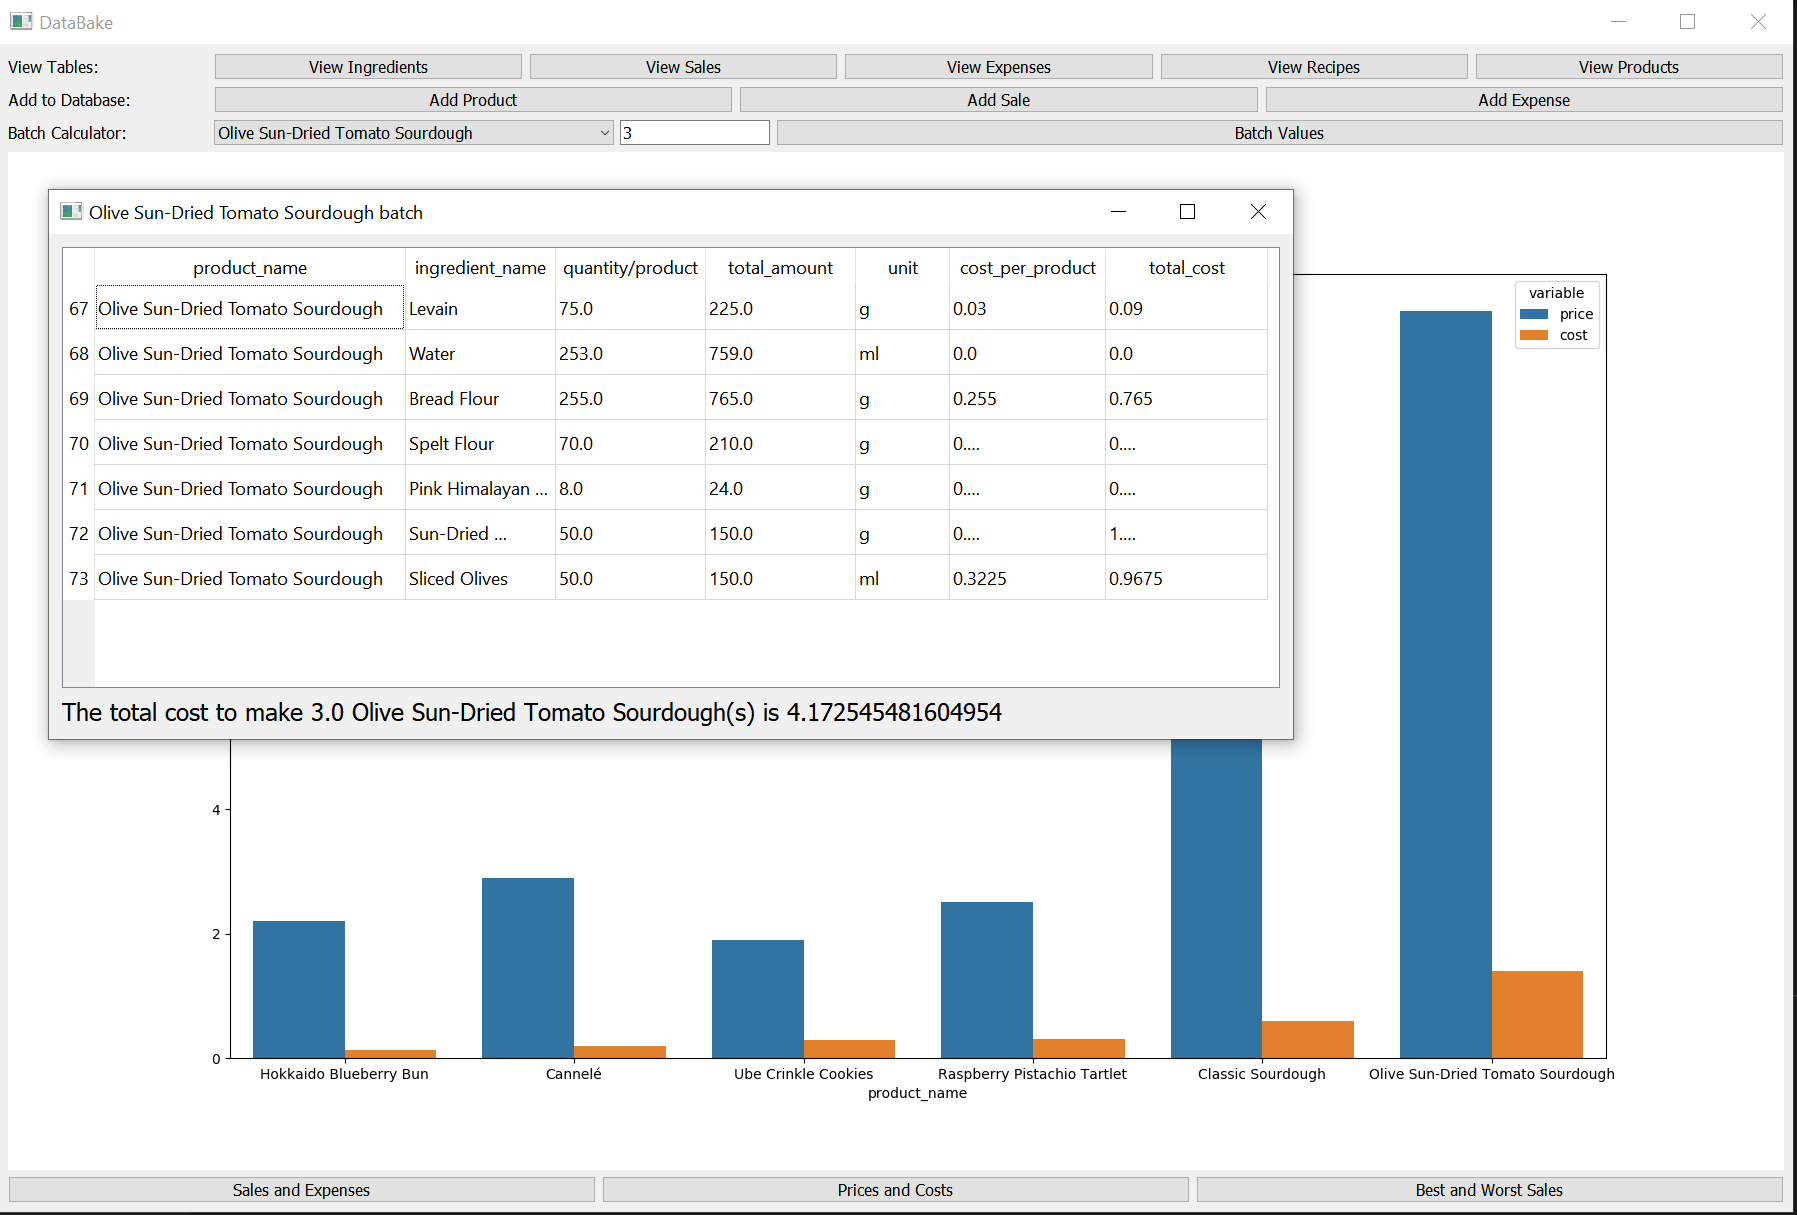 DataBake
View Tables: View Ingredients View Sales View Expenses View Recipes View Products
Add to Database: Add Product Add Sale Add Expense
Batch Calculator: Olive Sun-Dried Tomato Sourdough 3 Batch Values
Olive Sun-Dried Tomato Sourdough batch
product_name ingredient_name quantity/product total_amount unit cost_per_product total_cost
67 Olive Sun-Dried Tomato Sourdough Levain 75.0 225.0 g 0.03 0.09
68 Olive Sun-Dried Tomato Sourdough Water 253.0 759.0 ml 0.0 0.0
69 Olive Sun-Dried Tomato Sourdough Bread Flour 255.0 765.0 g 0.255 0.765
70 Olive Sun-Dried Tomato Sourdough Spelt Flour 70.0 210.0 g 0.... 0....
71 Olive Sun-Dried Tomato Sourdough Pink Himalayan ... 8.0 24.0 g 0.... 0....
72 Olive Sun-Dried Tomato Sourdough Sun-Dried ... 50.0 150.0 g 0.... 1....
73 Olive Sun-Dried Tomato Sourdough Sliced Olives 50.0 150.0 ml 0.3225 0.9675
The total cost to make 3.0 Olive Sun-Dried Tomato Sourdough(s) is 4.172545481604954
variable
price
cost
4
2
0
Hokkaido Blueberry Bun Cannelé Ube Crinkle Cookies Raspberry Pistachio Tartlet Classic Sourdough Olive Sun-Dried Tomato Sourdough
product_name
Sales and Expenses Prices and Costs Best and Worst Sales